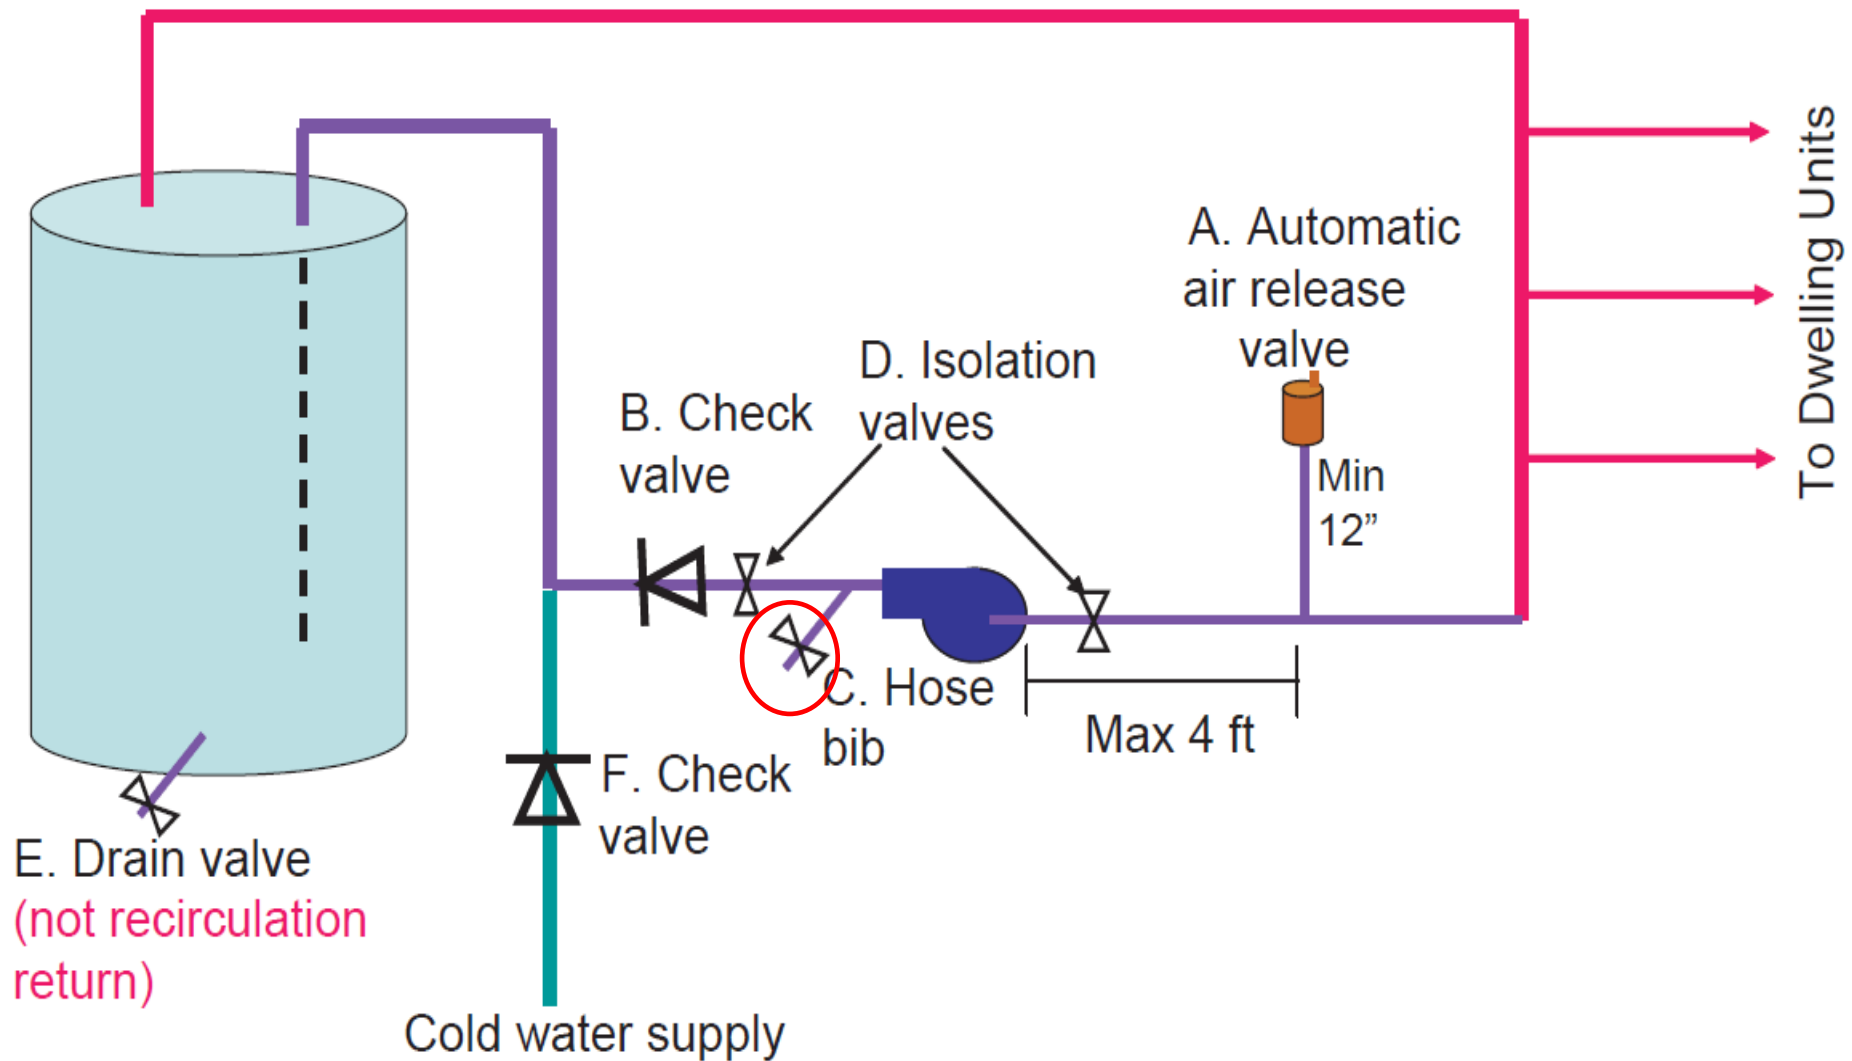 A. Automatic
air release
valve
To Dwelling Units
D. Isolation
valves
B. Check
valve
Min
12”
C. Hose
bib
Max 4 ft
F. Check
valve
E. Drain valve
(not recirculation
return)
Cold water supply